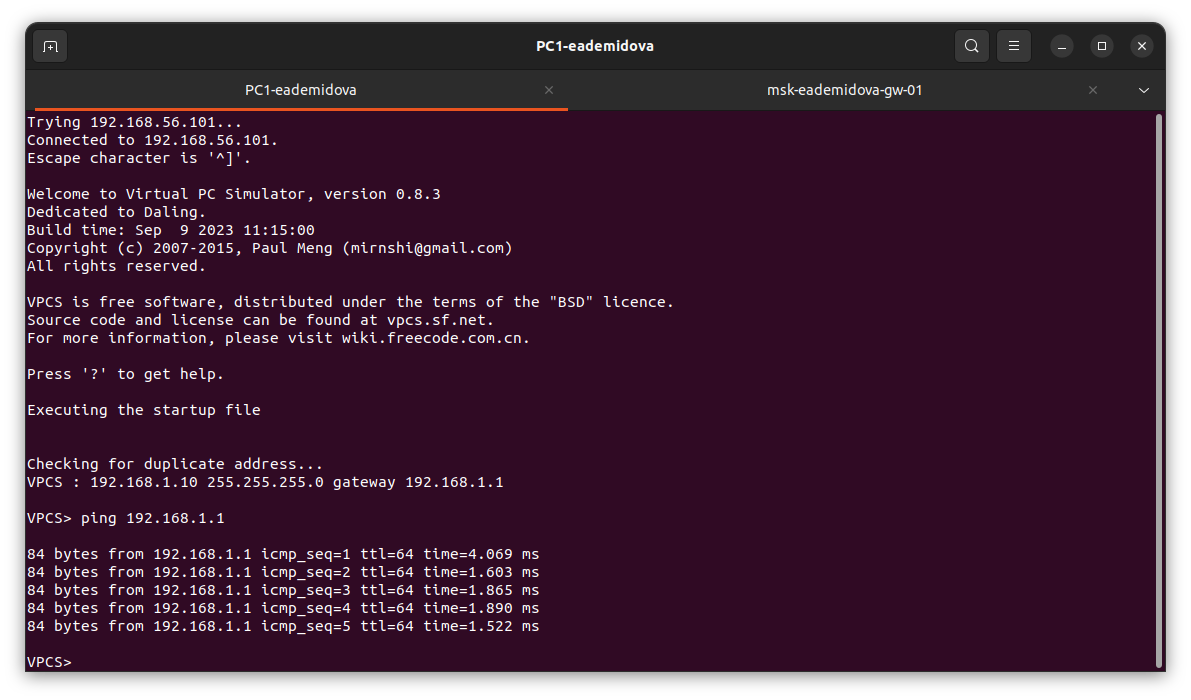 PC1-eademidova
PC1-eademidova
msk-eademidova-gw-01
Trying 192.168.56.101...
Connected to 192.168.56.101.
Escape character is '^]'.
Welcome to Virtual PC Simulator, version 0.8.3
Dedicated to Daling.
Build time: Sep  9 2023 11:15:00
Copyright (c) 2007-2015, Paul Meng (mirnshi@gmail.com)
All rights reserved.
VPCS is free software, distributed under the terms of the "BSD" licence.
Source code and license can be found at vpcs.sf.net.
For more information, please visit wiki.freecode.com.cn.
Press '?' to get help.
Executing the startup file
Checking for duplicate address...
VPCS : 192.168.1.10 255.255.255.0 gateway 192.168.1.1
VPCS> ping 192.168.1.1
84 bytes from 192.168.1.1 icmp_seq=1 ttl=64 time=4.069 ms
84 bytes from 192.168.1.1 icmp_seq=2 ttl=64 time=1.603 ms
84 bytes from 192.168.1.1 icmp_seq=3 ttl=64 time=1.865 ms
84 bytes from 192.168.1.1 icmp_seq=4 ttl=64 time=1.890 ms
84 bytes from 192.168.1.1 icmp_seq=5 ttl=64 time=1.522 ms
VPCS>